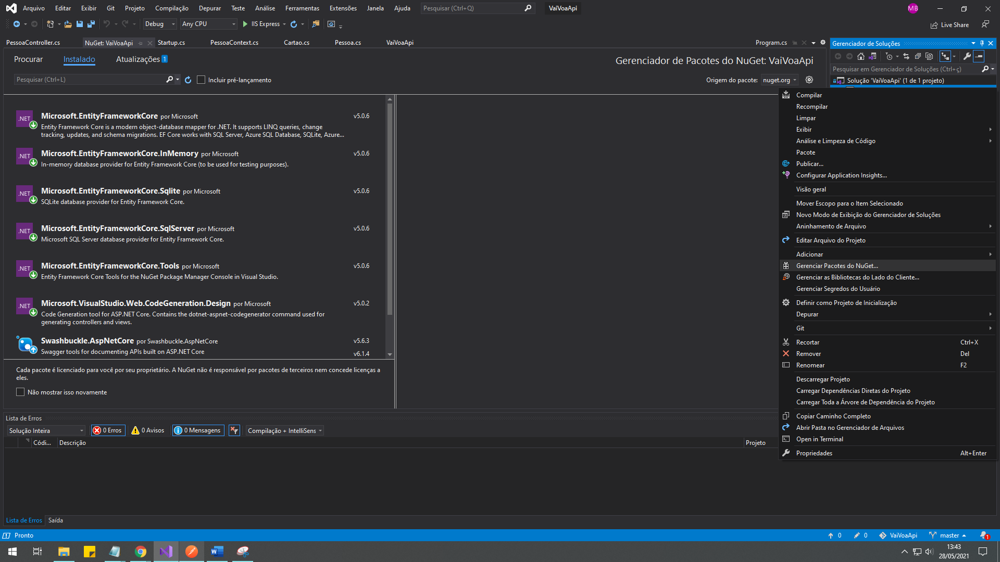 Arquivo Editar Exibir Git Projeto Compilação Depurar Teste Análise Ferramentas Extensões Janela Ajuda Pesquisar (Ctrl+Q) VaiVoaApi MB
Debug Any CPU IIS Express Live Share
PessoaController.cs NuGet: VaiVoaApi Startup.cs PessoaContext.cs Cartao.cs Pessoa.cs VaiVoaApi Program.cs
Gerenciador de Soluções
Procurar Instalado Atualizações 1 Gerenciador de Pacotes do NuGet: VaiVoaApi
Pesquisar em Gerenciador de Soluções (Ctrl+ç)
Pesquisar (Ctrl+L) Incluir pré-lançamento Origem do pacote: nuget.org
Solução 'VaiVoaApi' (1 de 1 projeto)
.NET Microsoft.EntityFrameworkCore por Microsoft v5.0.6
Entity Framework Core is a modern object-database mapper for .NET. It supports LINQ queries, change
tracking, updates, and schema migrations. EF Core works with SQL Server, Azure SQL Database, SQLite, Azure...
.NET Microsoft.EntityFrameworkCore.InMemory por Microsoft v5.0.6
In-memory database provider for Entity Framework Core (to be used for testing purposes).
.NET Microsoft.EntityFrameworkCore.Sqlite por Microsoft v5.0.6
SQLite database provider for Entity Framework Core.
.NET Microsoft.EntityFrameworkCore.SqlServer por Microsoft v5.0.6
Microsoft SQL Server database provider for Entity Framework Core.
.NET Microsoft.EntityFrameworkCore.Tools por Microsoft v5.0.6
Entity Framework Core Tools for the NuGet Package Manager Console in Visual Studio.
.NET Microsoft.VisualStudio.Web.CodeGeneration.Design por Microsoft v5.0.2
Code Generation tool for ASP.NET Core. Contains the dotnet-aspnet-codegenerator command used for
generating controllers and views.
Swashbuckle.AspNetCore por Swashbuckle.AspNetCore v5.6.3
Swagger tools for documenting APIs built on ASP.NET Core v6.1.4
Cada pacote é licenciado para você por seu proprietário. A NuGet não é responsável por pacotes de terceiros nem concede licenças a
eles.
Não mostrar isso novamente
Compilar
Recompilar
Limpar
Exibir
Análise e Limpeza de Código
Pacote
Publicar...
Configurar Application Insights...
Visão geral
Mover Escopo para o Item Selecionado
Novo Modo de Exibição do Gerenciador de Soluções
Aninhamento de Arquivo
Editar Arquivo do Projeto
Adicionar
Gerenciar Pacotes do NuGet...
Gerenciar as Bibliotecas do Lado do Cliente...
Gerenciar Segredos do Usuário
Definir como Projeto de Inicialização
Depurar
Git
Recortar Ctrl+X
Remover Del
Renomear F2
Descarregar Projeto
Carregar Dependências Diretas do Projeto
Carregar Toda a Árvore de Dependência do Projeto
Copiar Caminho Completo
Abrir Pasta no Gerenciador de Arquivos
Open in Terminal
Propriedades Alt+Enter
Lista de Erros
Solução Inteira 0 Erros 0 Avisos 0 Mensagens Compilação + IntelliSens
Códi... Descrição Projeto
Lista de Erros Saída
Pronto 0 0 VaiVoaApi master 1
13:43
28/05/2021